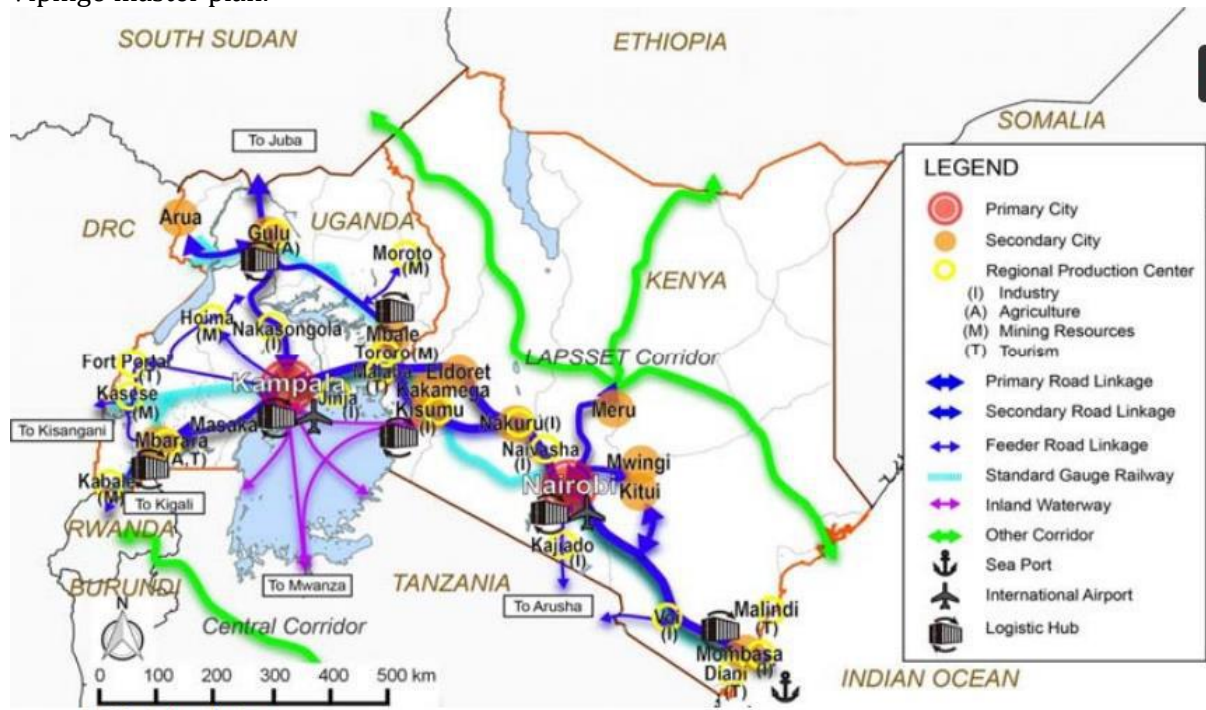 Vipingo master plan.
SOUTH SUDAN
ETHIOPIA
SOMALIA
To Juba
DRC
Arua
UGANDA
Gulu
(A)
Moroto
(M)
KENYA
Hoima
(M)
Nakasongola
(I)
Mbale
Tororo(M)
Malaba
(T)
LAPSSET Corridor
Fort Portal
(T)
Kasese
(M)
Kampala
Jinja
(I)
Eldoret
Kakamega
Kisumu
(I)
Nakuru(I)
Meru
To Kisangani
Masaka
Mbarara
(A,T)
Naivasha
(I)
Mwingi
Kitui
Nairobi
Kabale
(M)
To Kigali
RWANDA
Kajiado
(I)
BURUNDI
To Mwanza
TANZANIA
To Arusha
Voi
(I)
Malindi
(T)
Central Corridor
Mombasa
(I)
Diani
(T)
INDIAN OCEAN
N
0 100 200 300 400 500 km
LEGEND
Primary City
Secondary City
Regional Production Center
(I) Industry
(A) Agriculture
(M) Mining Resources
(T) Tourism
Primary Road Linkage
Secondary Road Linkage
Feeder Road Linkage
Standard Gauge Railway
Inland Waterway
Other Corridor
Sea Port
International Airport
Logistic Hub